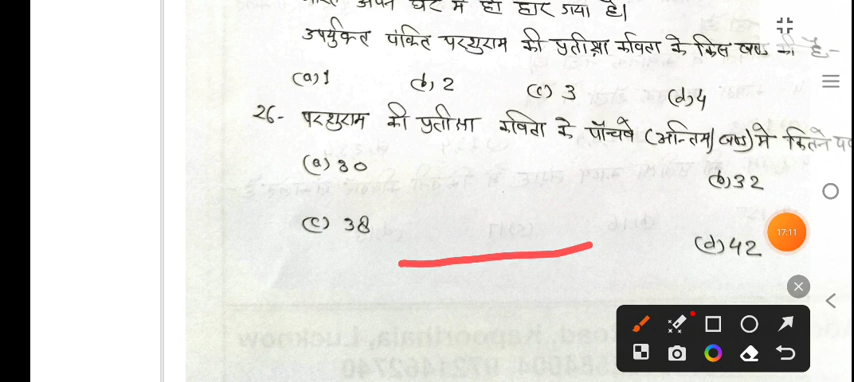 अपने घर में ही हार गया है।
उपर्युक्त पंक्ति परशुराम की प्रतीक्षा कविता के किस खण्ड की है-
(a) 1 (b) 2 (c) 3 (d) 4
26- परशुराम की प्रतीक्षा कविता के पाँचवे (अन्तिम/खण्ड) मे कितने
(a) 30 (b) 32
(c) 38 (d) 42
17:11